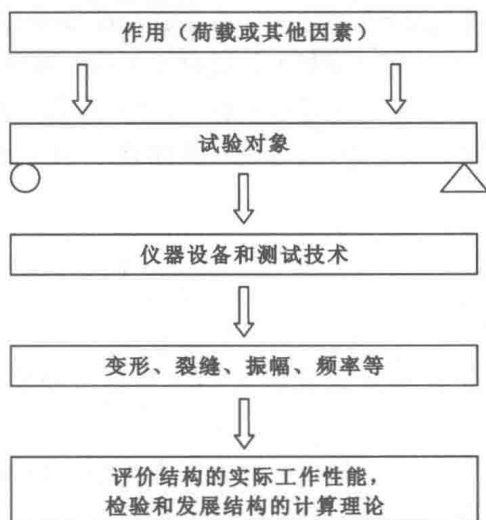 作用（荷载或其他因素）
试验对象
仪器设备和测试技术
变形、裂缝、振幅、频率等
评价结构的实际工作性能，
检验和发展结构的计算理论